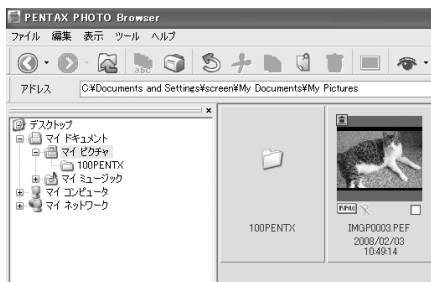 PENTAX PHOTO Browser
ファイル 編集 表示 ツール ヘルプ
abc
アドレス C:¥Documents and Settings¥screen¥My Documents¥My Pictures
デスクトップ
マイ ドキュメント
マイ ピクチャ
100PENTX
マイ ミュージック
マイ コンピュータ
マイ ネットワーク
100PENTX
IMGP0003.PEF
2008/02/03
10:49:14